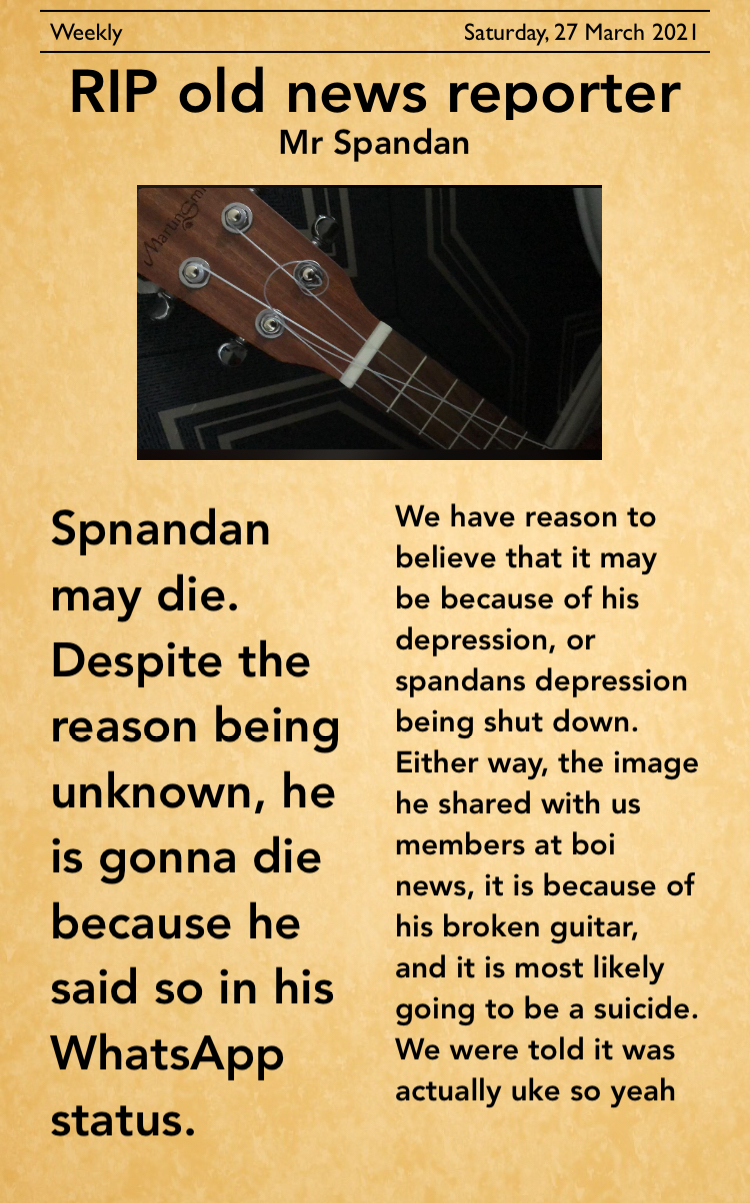 Weekly
Saturday, 27 March 2021
RIP old news reporter
Mr Spandan
Spnandan
may die.
Despite the
reason being
unknown, he
is gonna die
because he
said so in his
WhatsApp
status.
We have reason to
believe that it may
be because of his
depression, or
spandans depression
being shut down.
Either way, the image
he shared with us
members at boi
news, it is because of
his broken guitar,
and it is most likely
going to be a suicide.
We were told it was
actually uke so yeah